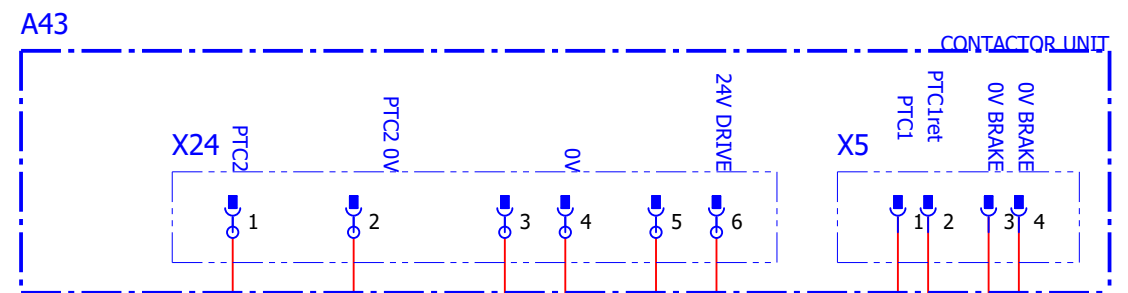 A43
CONTACTOR UNIT
X24
PTC2
PTC2 0V
0V
24V DRIVE
X5
PTC1
PTC1ret
0V BRAKE
0V BRAKE
1
2
3
4
5
6
1
2
3
4